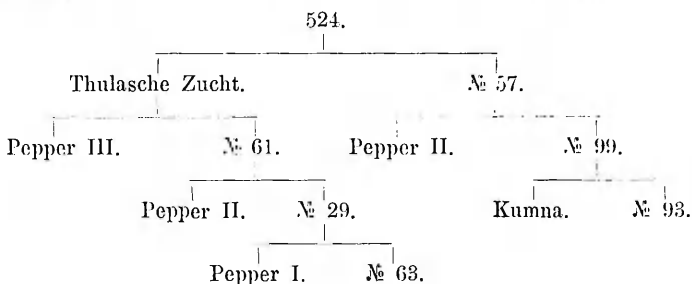 524.
Thulasche Zucht. № 57.
Pepper III. № 61. Pepper II. № 99.
Pepper II. № 29. Kumna. № 93.
Pepper I. № 63.